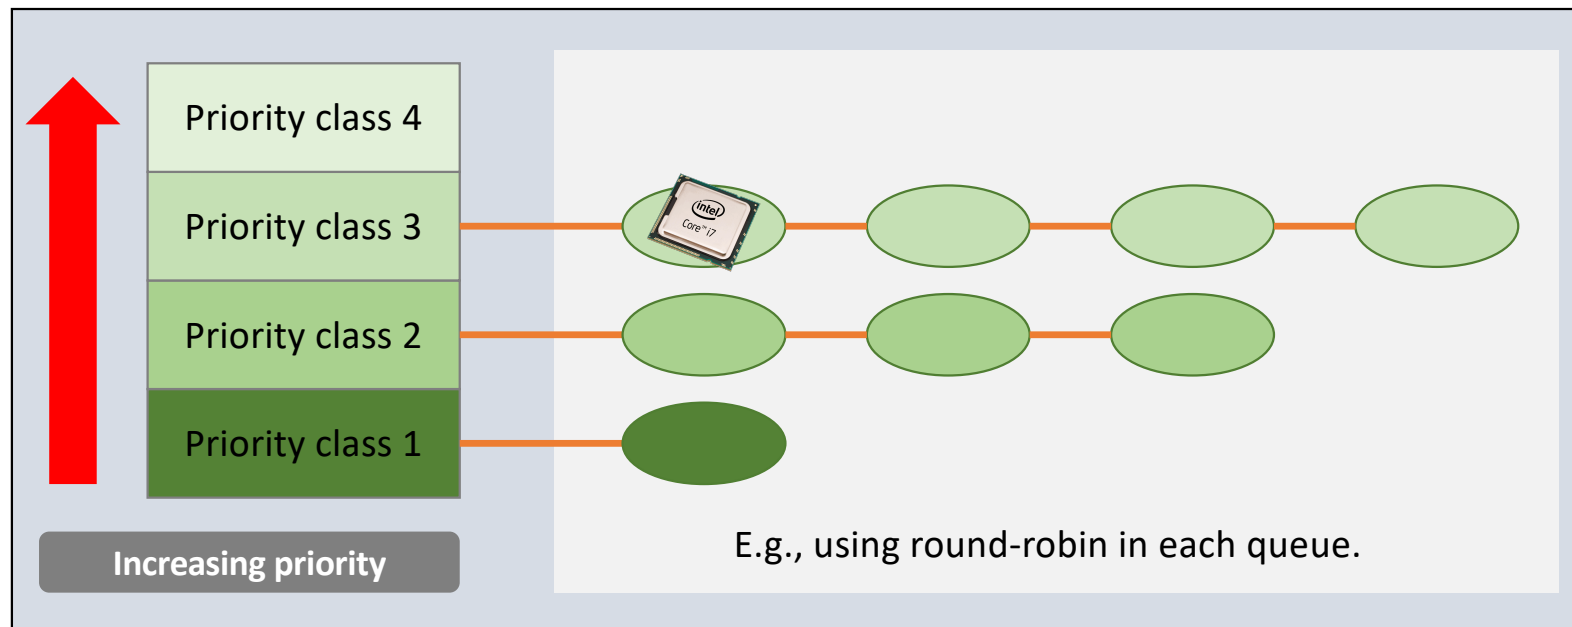 Priority class 4
Priority class 3
intel
Core™ i7
Priority class 2
Priority class 1
Increasing priority
E.g., using round-robin in each queue.